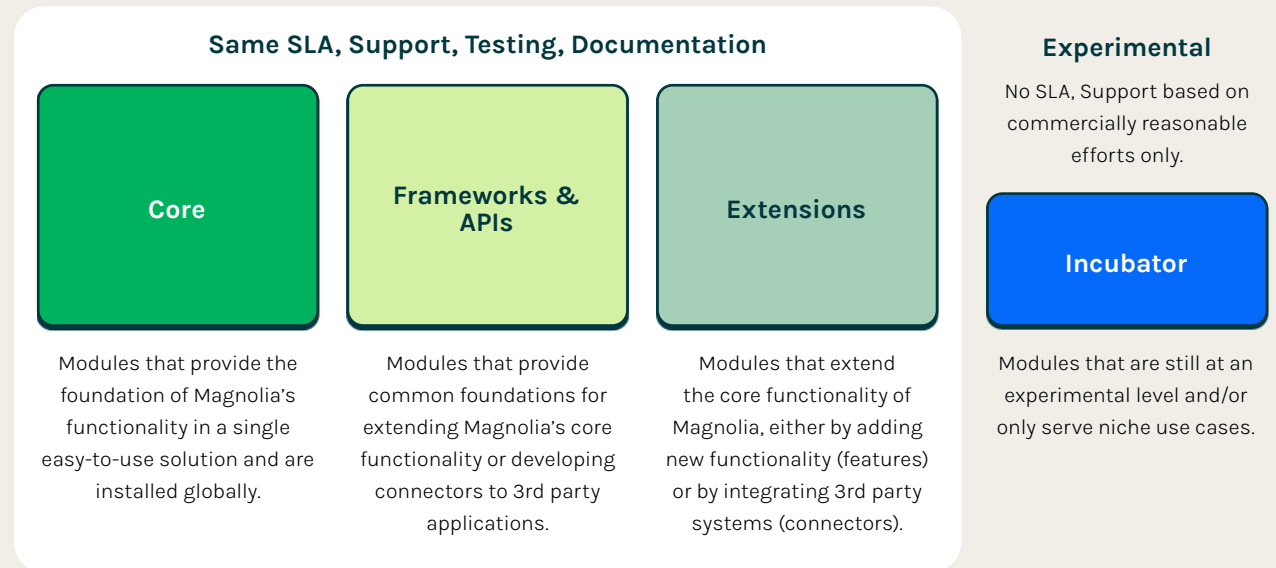 Same SLA, Support, Testing, Documentation
Core
Frameworks &
APIs
Extensions
Modules that provide the
foundation of Magnolia’s
functionality in a single
easy-to-use solution and are
installed globally.
Modules that provide
common foundations for
extending Magnolia’s core
functionality or developing
connectors to 3rd party
applications.
Modules that extend
the core functionality of
Magnolia, either by adding
new functionality (features)
or by integrating 3rd party
systems (connectors).
Experimental
No SLA, Support based on
commercially reasonable
efforts only.
Incubator
Modules that are still at an
experimental level and/or
only serve niche use cases.